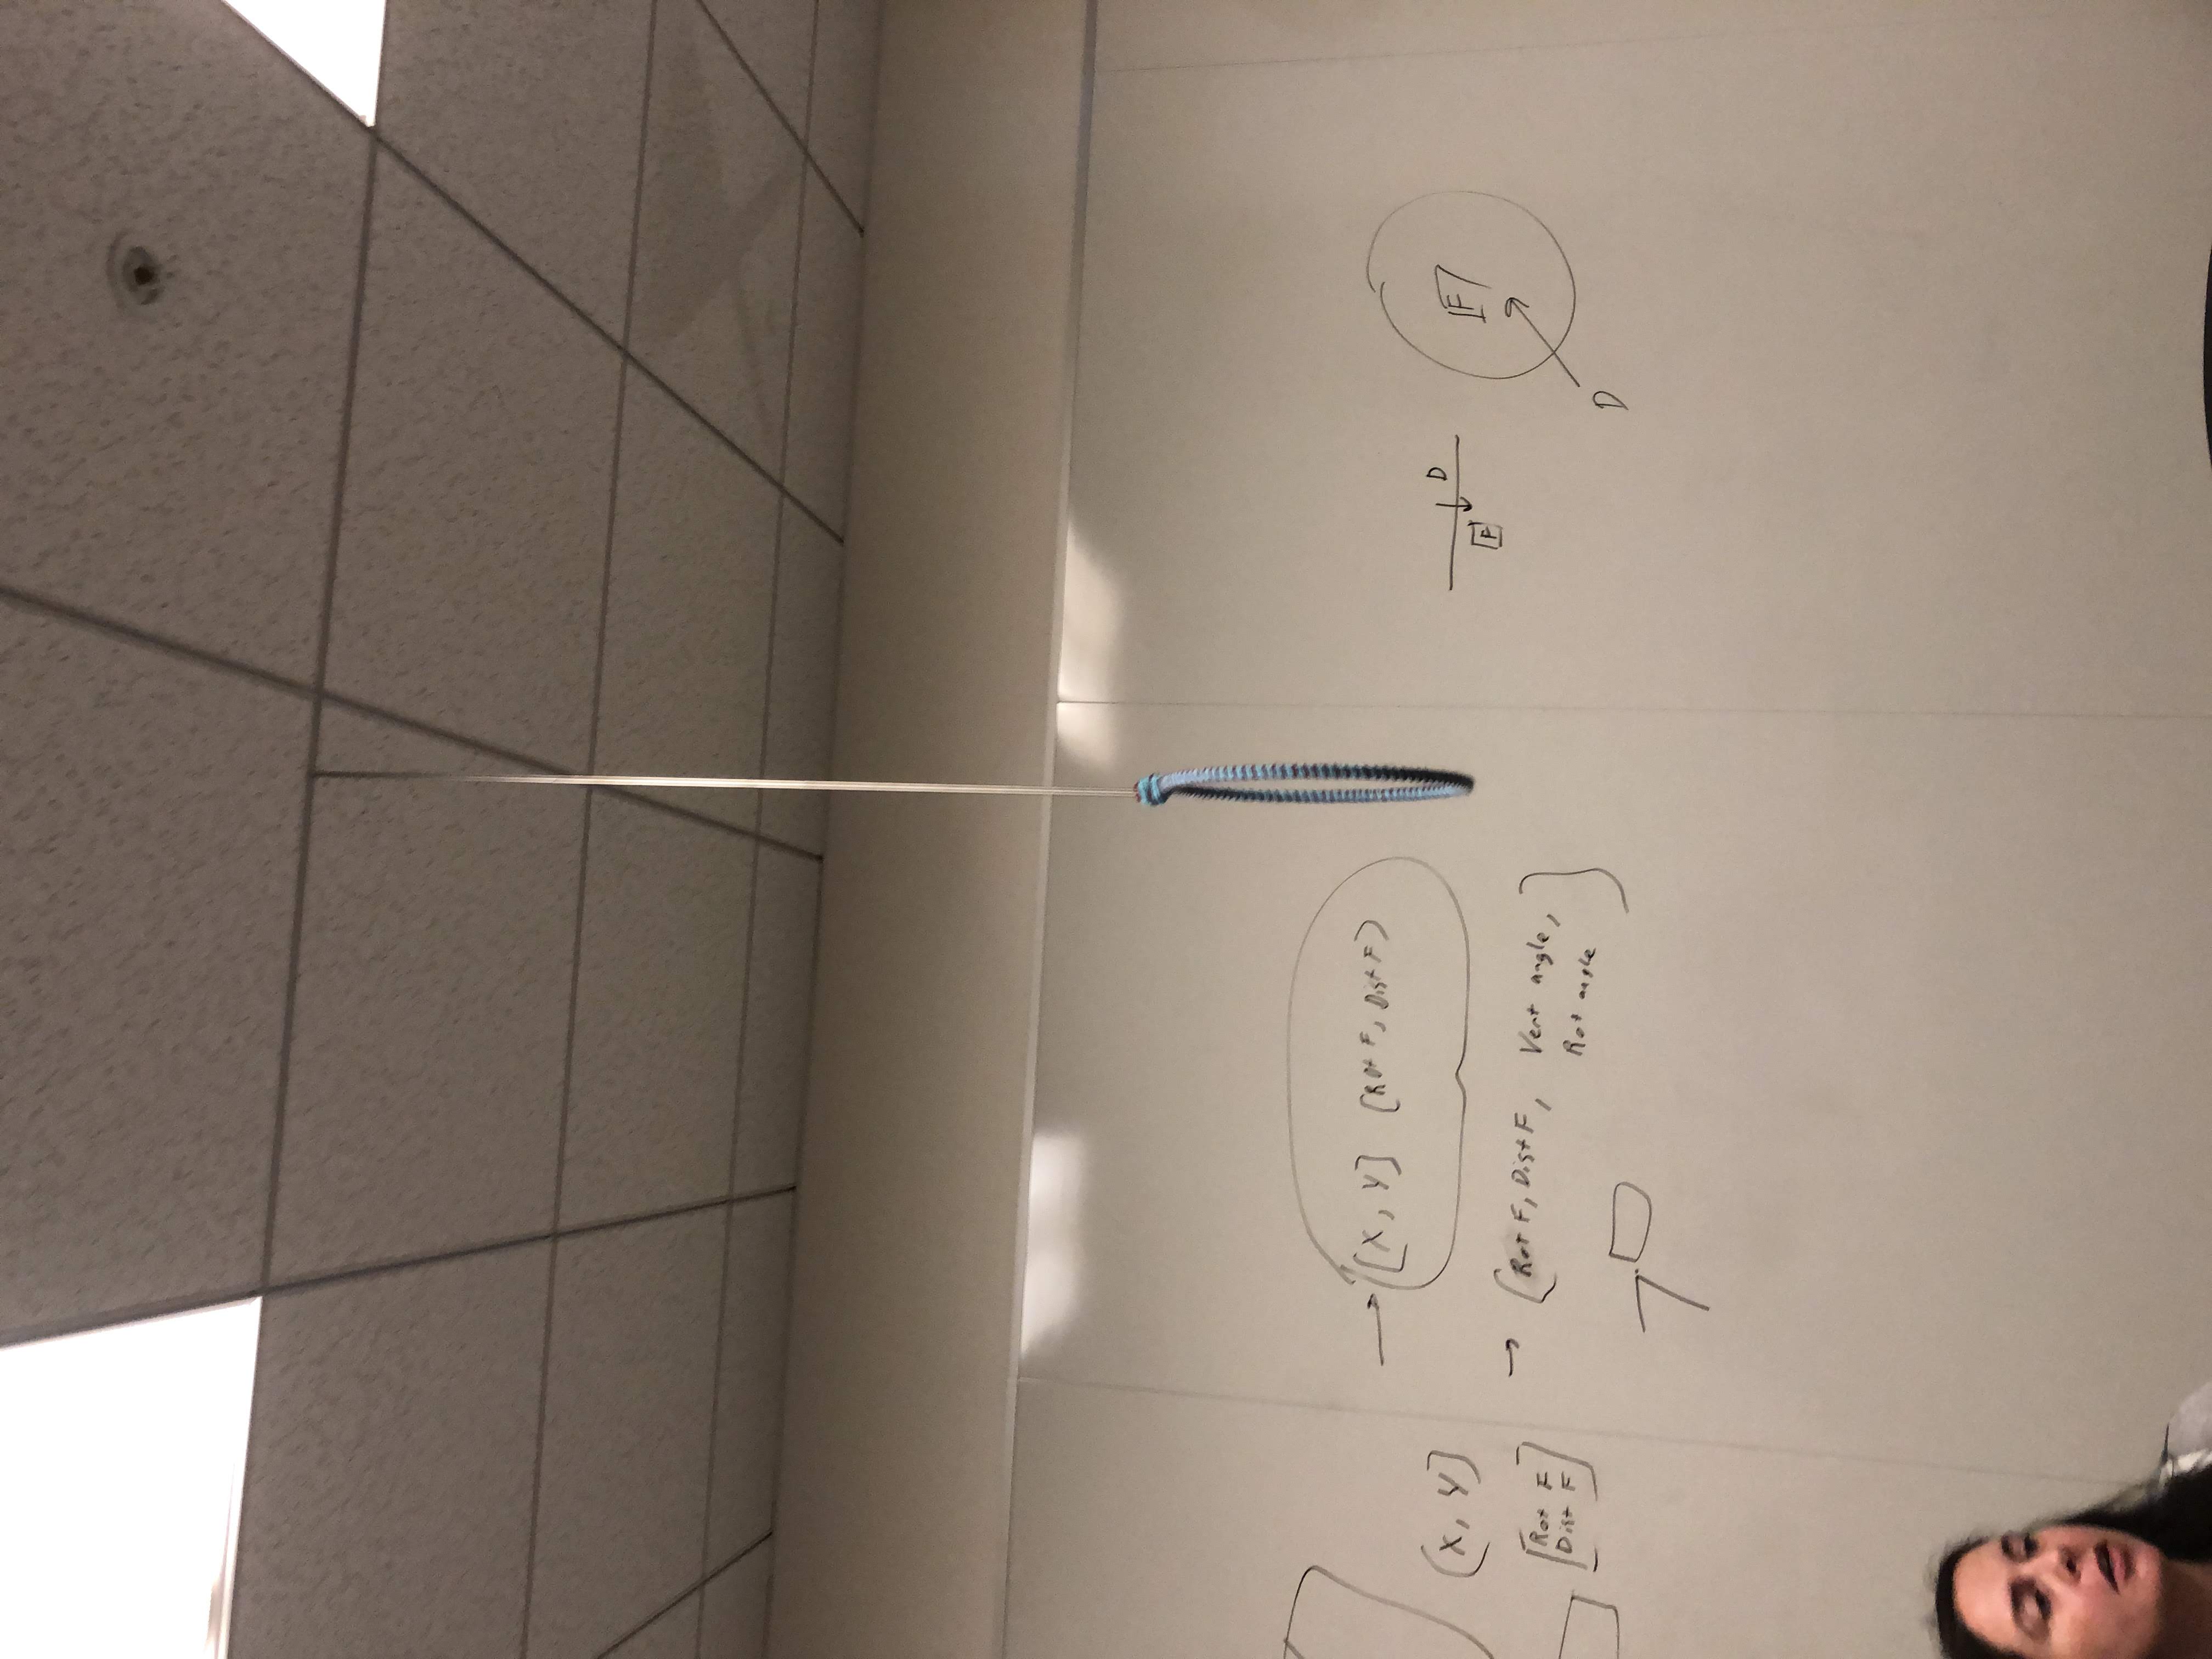 (X, Y]
[Rot F
Dist F]
→ [X, Y] (Rot F, Dist F)
→ [Rot F, Dist F, Vert angle,
Rot angle]
D
[F]
[F]
D